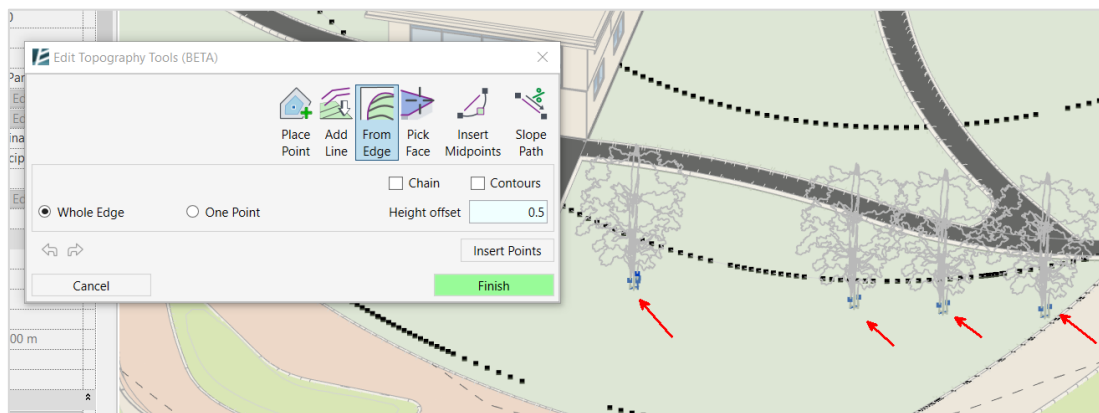 Edit Topography Tools (BETA)
Place Point
Add Line
From Edge
Pick Face
Insert Midpoints
Slope Path
Chain
Contours
Whole Edge
One Point
Height offset
0.5
Insert Points
Cancel
Finish
00 m